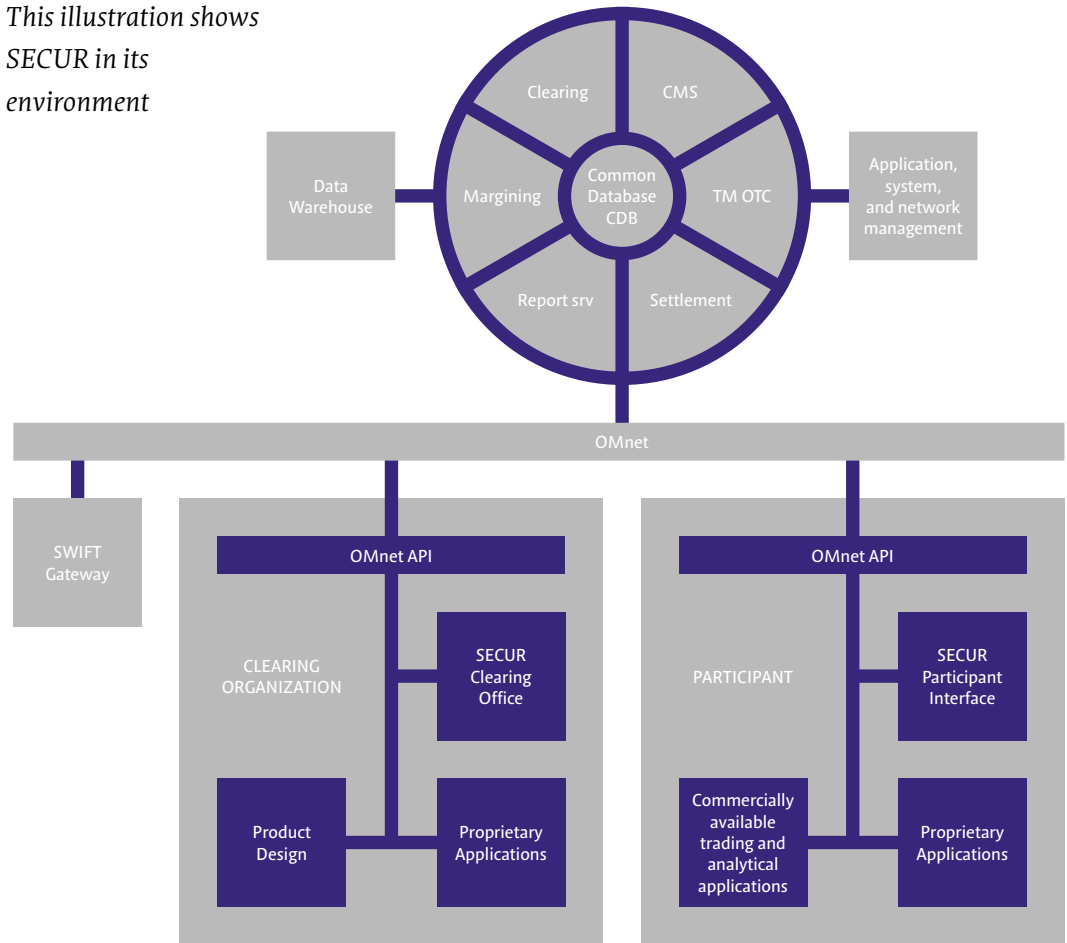 This illustration shows
SECUR in its
environment
Clearing
CMS
Data
Warehouse
Margining
Common
Database
CDB
TM OTC
Application,
system,
and network
management
Report srv
Settlement
OMnet
SWIFT
Gateway
OMnet API
CLEARING
ORGANIZATION
SECUR
Clearing
Office
Product
Design
Proprietary
Applications
OMnet API
PARTICIPANT
SECUR
Participant
Interface
Commercially
available
trading and
analytical
applications
Proprietary
Applications